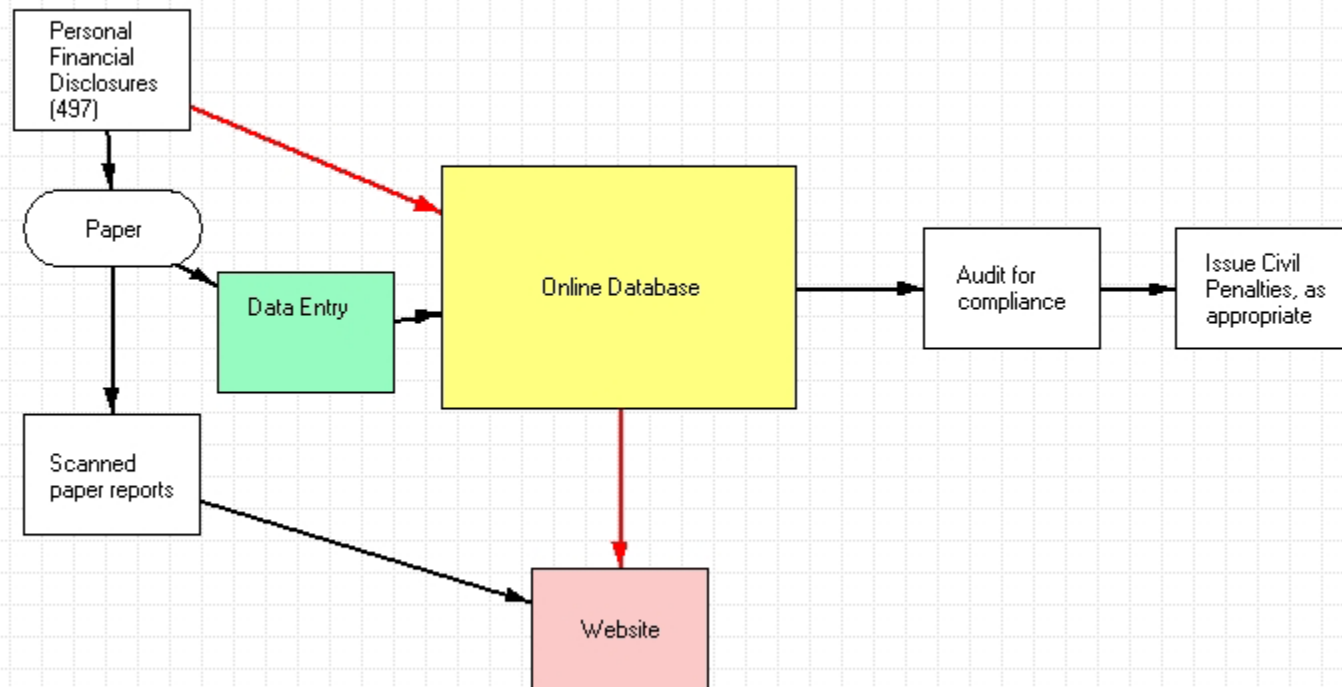 Personal
Financial
Disclosures
(497)
Paper
Data Entry
Online Database
Audit for
compliance
Issue Civil
Penalties, as
appropriate
Scanned
paper reports
Website